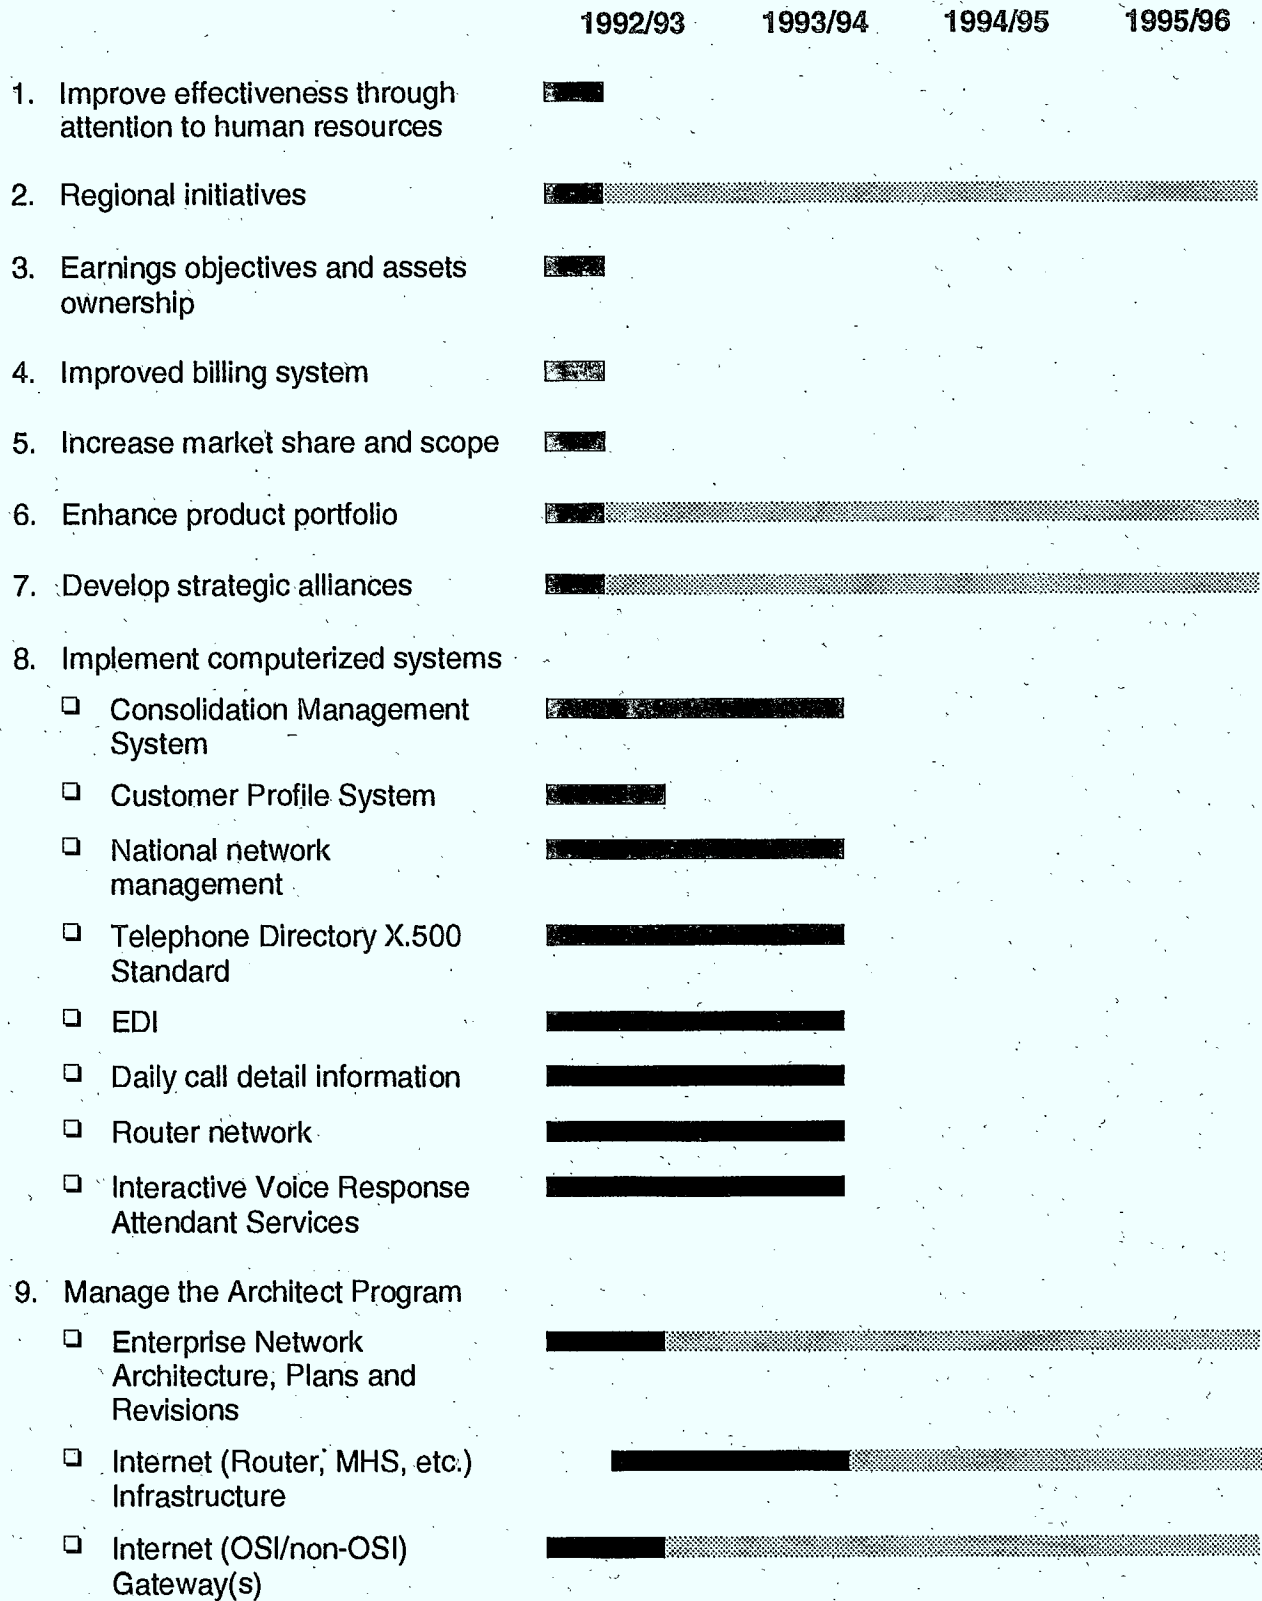 1992/93 1993/94 1994/95 1995/96
1. Improve effectiveness through
attention to human resources
2. Regional initiatives
3. Earnings objectives and assets
ownership
4. Improved billing system
5. Increase market share and scope
6. Enhance product portfolio
7. Develop strategic alliances
8. Implement computerized systems
❑ Consolidation Management
System
❑ Customer Profile System
❑ National network
management
❑ Telephone Directory X.500
Standard
❑ EDI
❑ Daily call detail information
❑ Router network
❑ Interactive Voice Response
Attendant Services
9. Manage the Architect Program
❑ Enterprise Network
Architecture, Plans and
Revisions
❑ Internet (Router, MHS, etc.)
Infrastructure
❑ Internet (OSI/non-OSI)
Gateway(s)